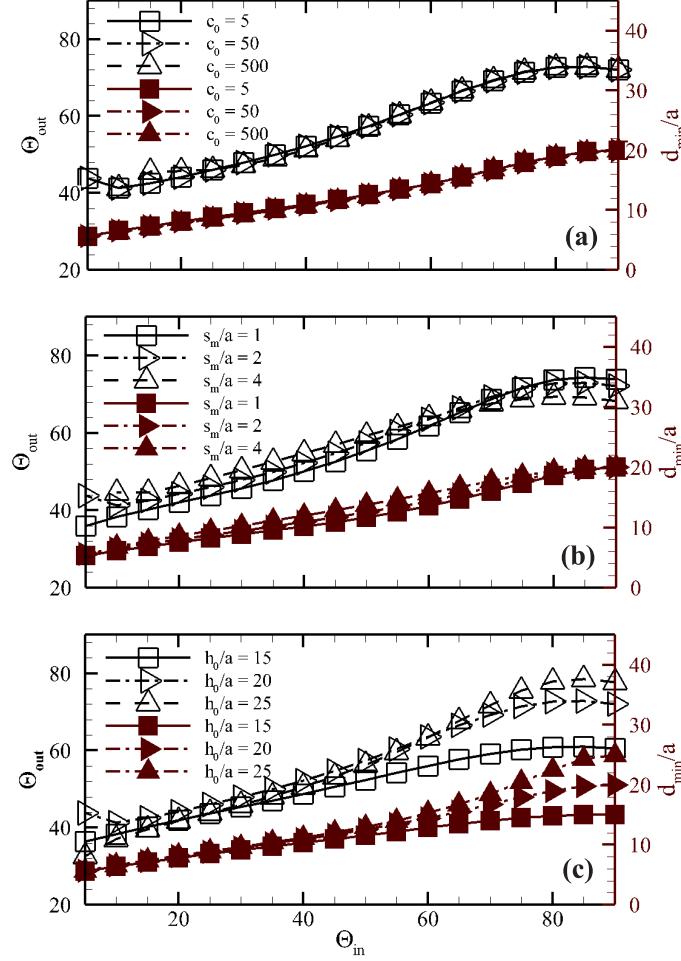 80
60
40
20
Θout
c0 = 5
c0 = 50
c0 = 500
c0 = 5
c0 = 50
c0 = 500
(a)
40
30
20
10
0
dmin/a
80
60
40
20
Θout
sm/a = 1
sm/a = 2
sm/a = 4
sm/a = 1
sm/a = 2
sm/a = 4
(b)
40
30
20
10
0
dmin/a
80
60
40
20
Θout
h0/a = 15
h0/a = 20
h0/a = 25
h0/a = 15
h0/a = 20
h0/a = 25
(c)
40
30
20
10
0
dmin/a
20 40 60 80
Θin